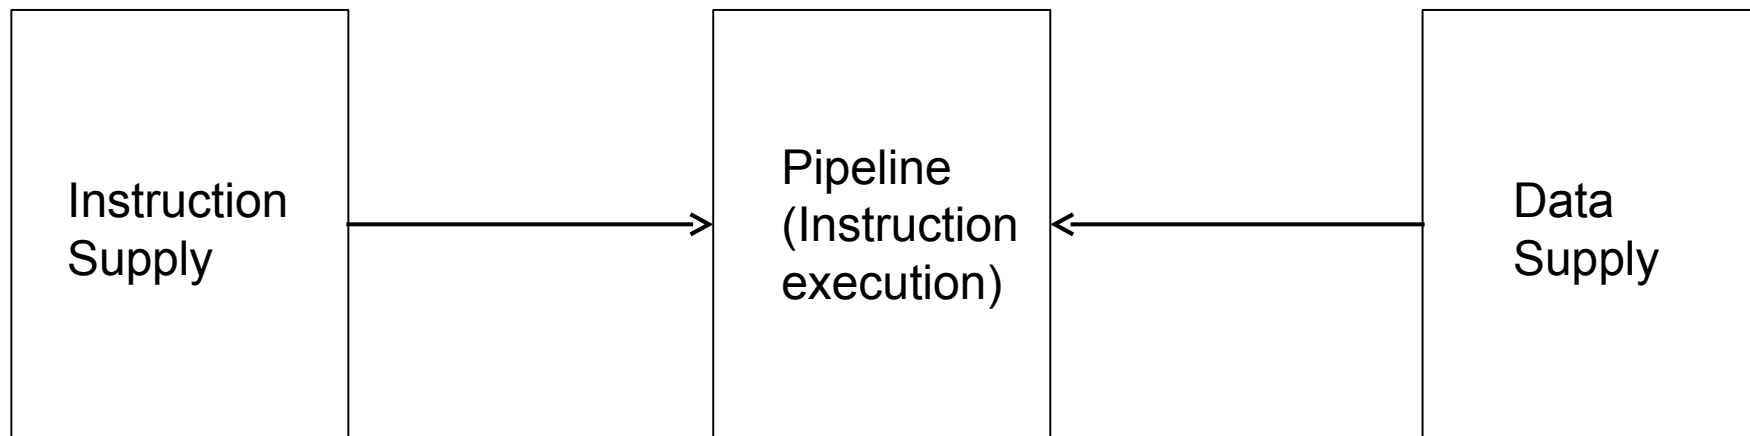 Instruction
Supply
Pipeline
(Instruction
execution)
Data
Supply